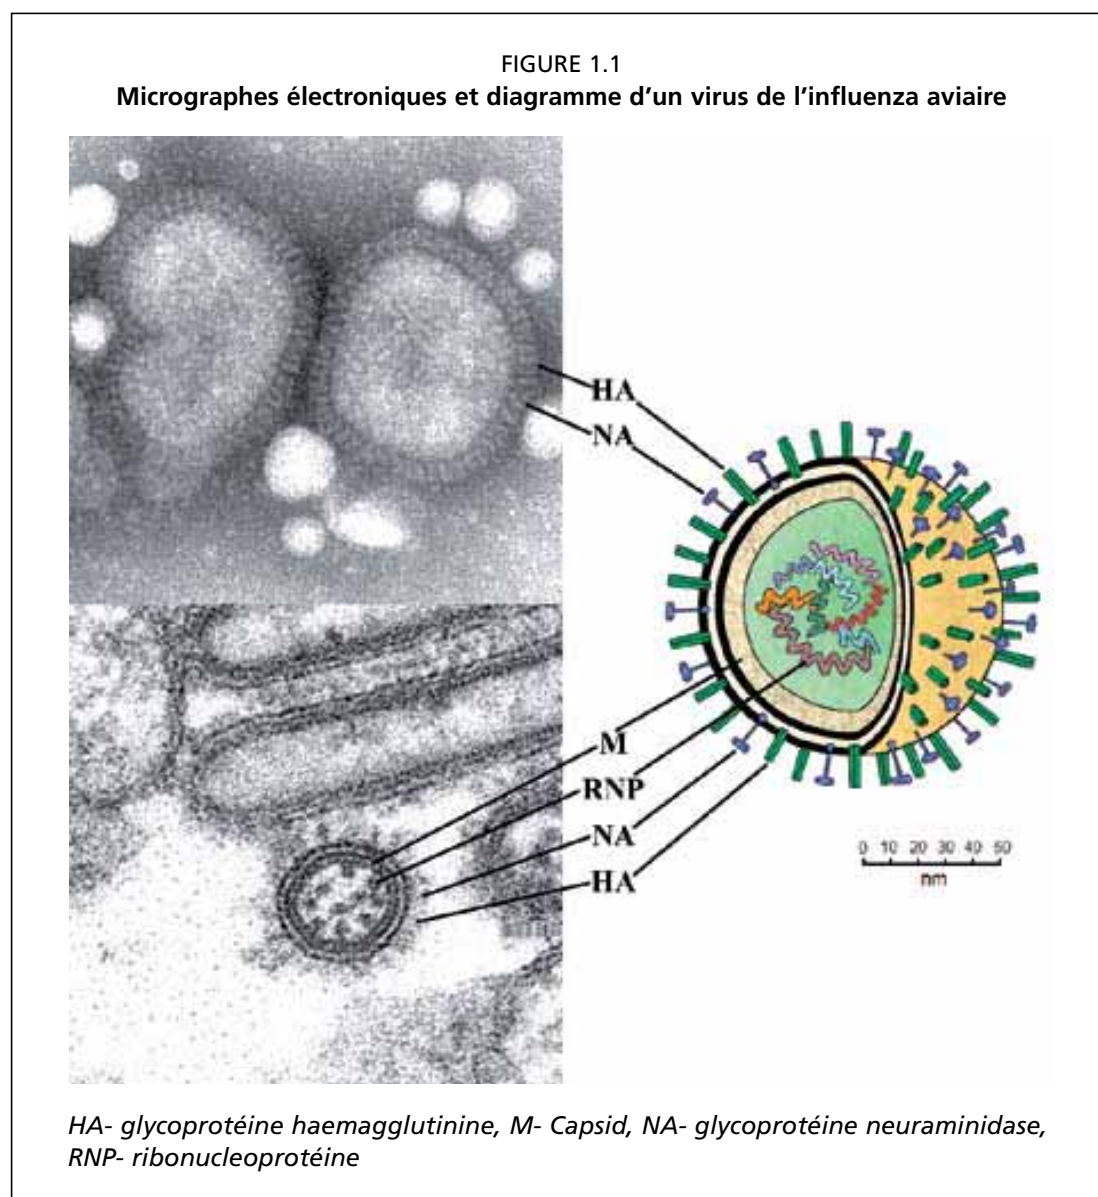 FIGURE 1.1
Micrographes électroniques et diagramme d'un virus de l'influenza aviaire
HA
NA
M
RNP
NA
HA
0 10 20 30 40 50
nm
HA- glycoprotéine haemagglutinine, M- Capsid, NA- glycoprotéine neuraminidase,
RNP- ribonucleoprotéine